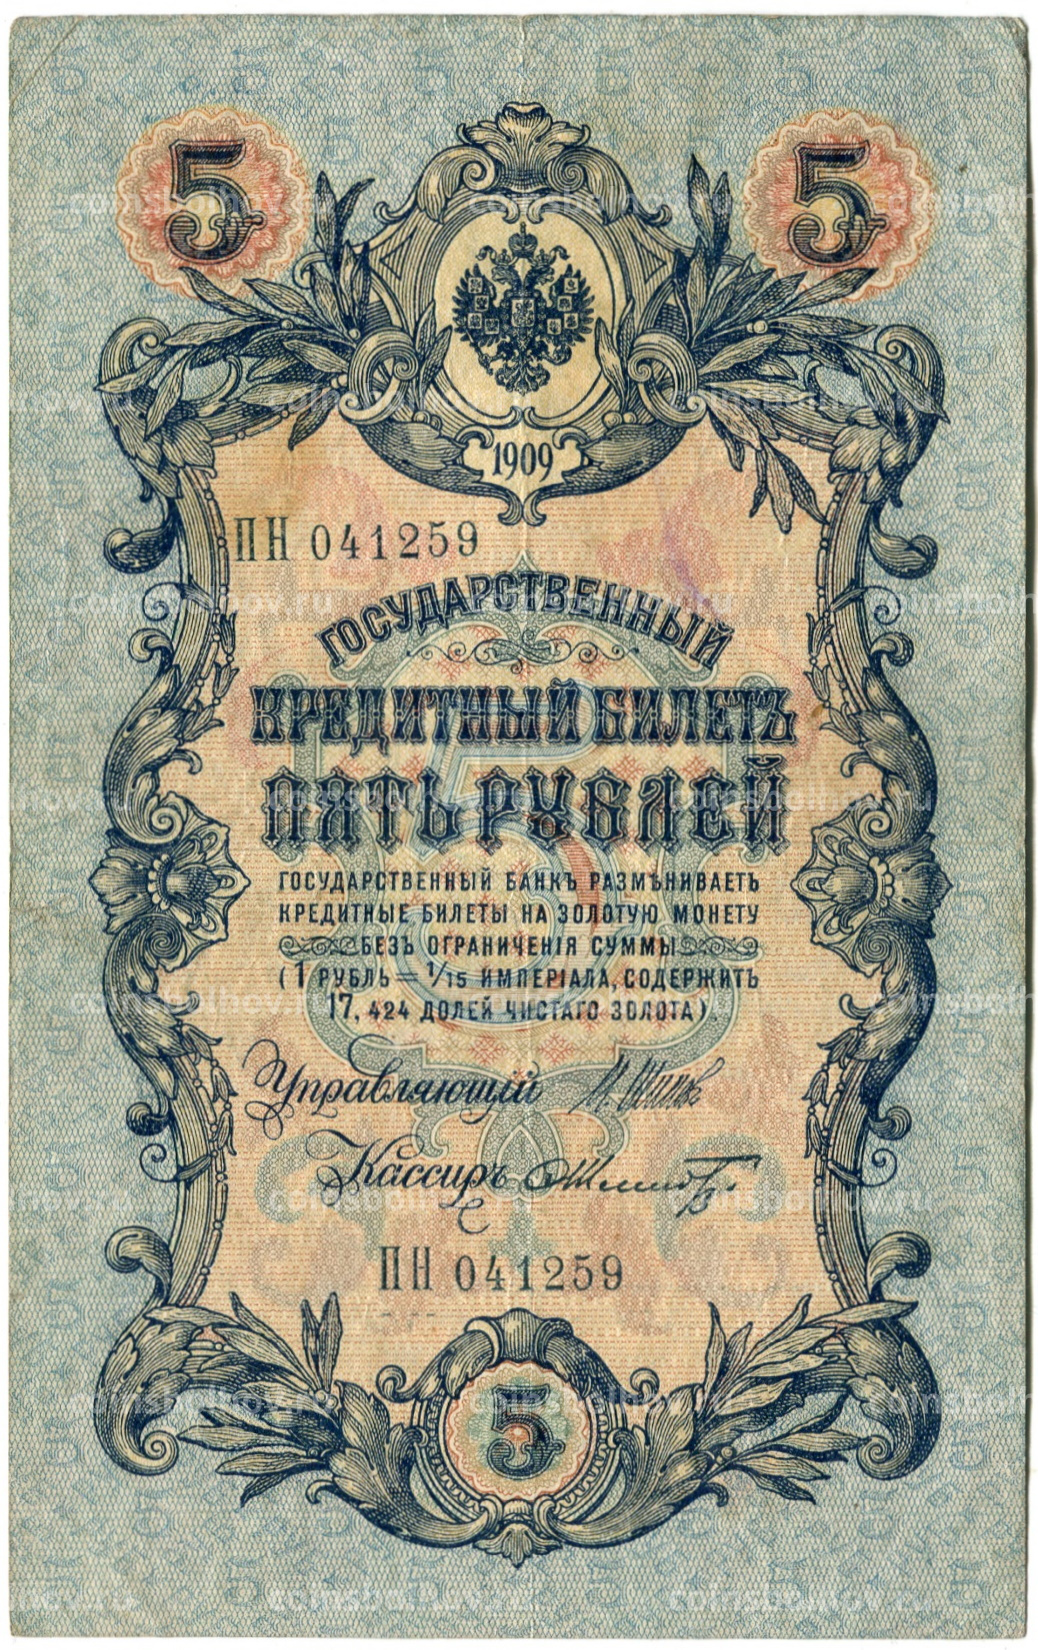 5 5
1909
ПН 041259
ГОСУДАРСТВЕННЫЙ
КРЕДИТНЫЙ БИЛЕТЪ
ПЯТЬ РУБЛЕЙ
ГОСУДАРСТВЕННЫЙ БАНКЪ РАЗМѢНИВАЕТЪ
КРЕДИТНЫЕ БИЛЕТЫ НА ЗОЛОТУЮ МОНЕТУ
БЕЗЪ ОГРАНИЧЕНІЯ СУММЫ
(1 РУБЛЬ = 1/15 ИМПЕРІАЛА, СОДЕРЖИТЪ
17,424 ДОЛЕЙ ЧИСТАГО ЗОЛОТА).
Управляющій
Кассиръ
ПН 041259
5